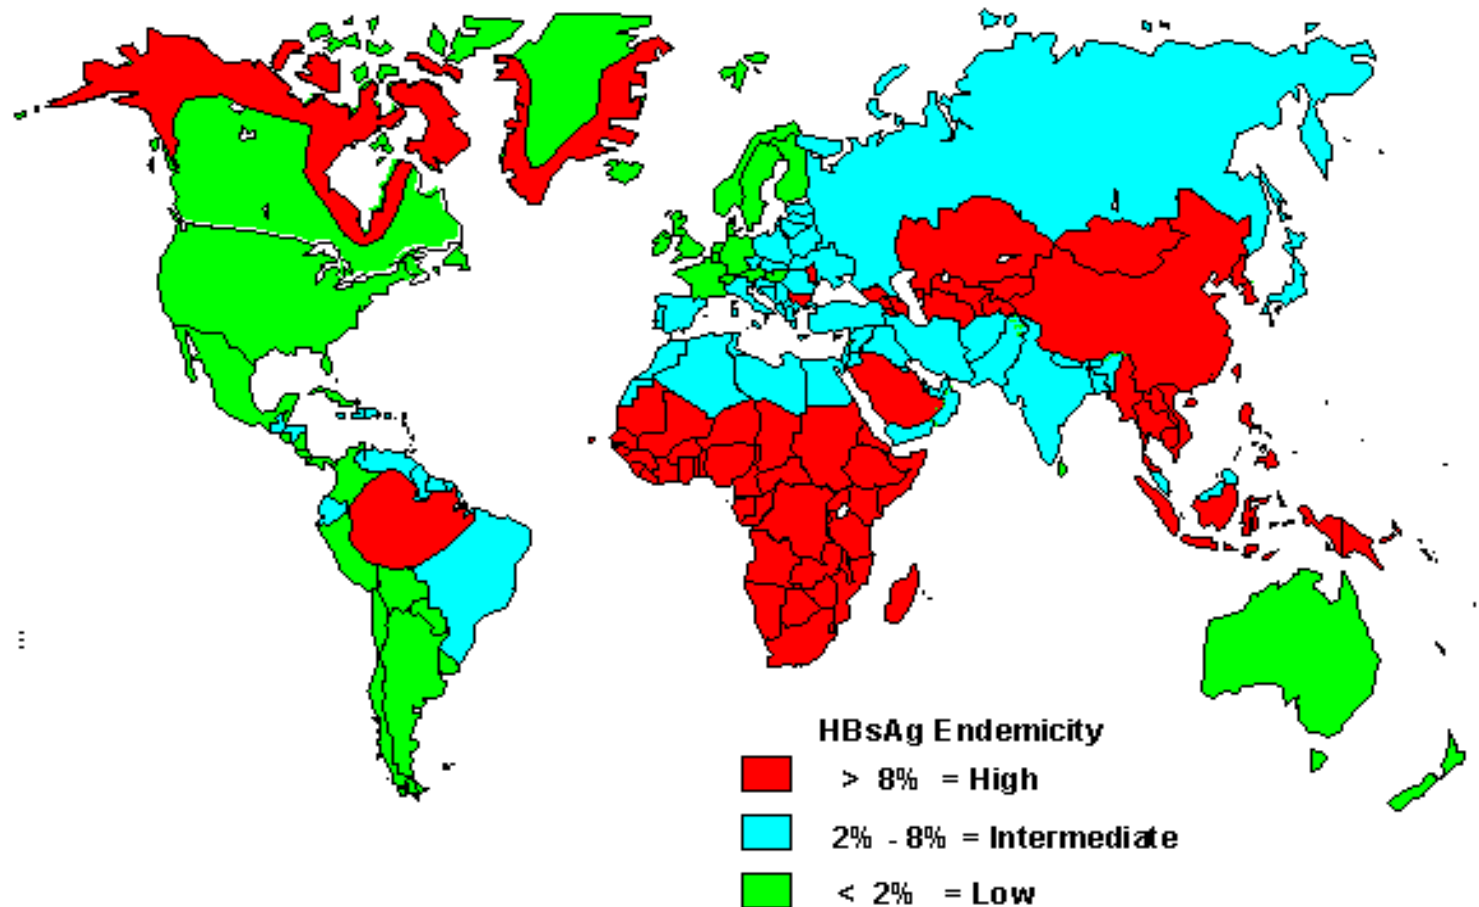 HBsAg Endemicity
> 8% = High
2% - 8% = Intermediate
< 2% = Low